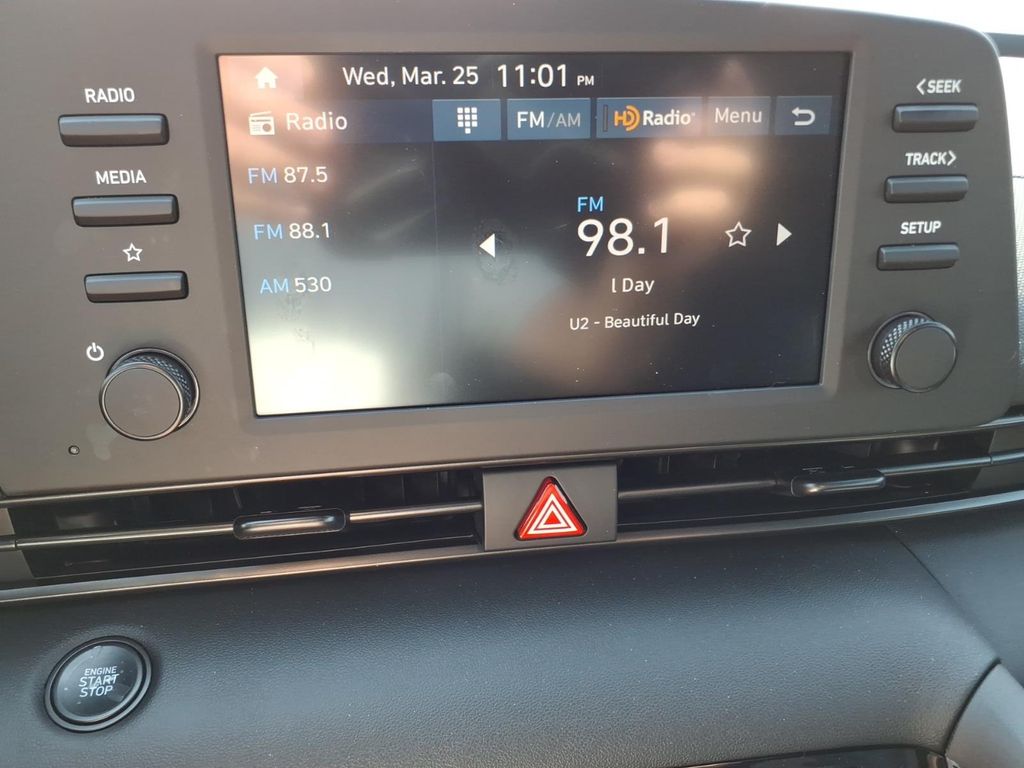 RADIO
MEDIA
Wed, Mar. 25 11:01 PM
Radio
FM/AM
HD Radio
Menu
FM 87.5
FM 88.1
AM 530
FM
98.1
l Day
U2 - Beautiful Day
<SEEK
TRACK>
SETUP
ENGINE
START
STOP